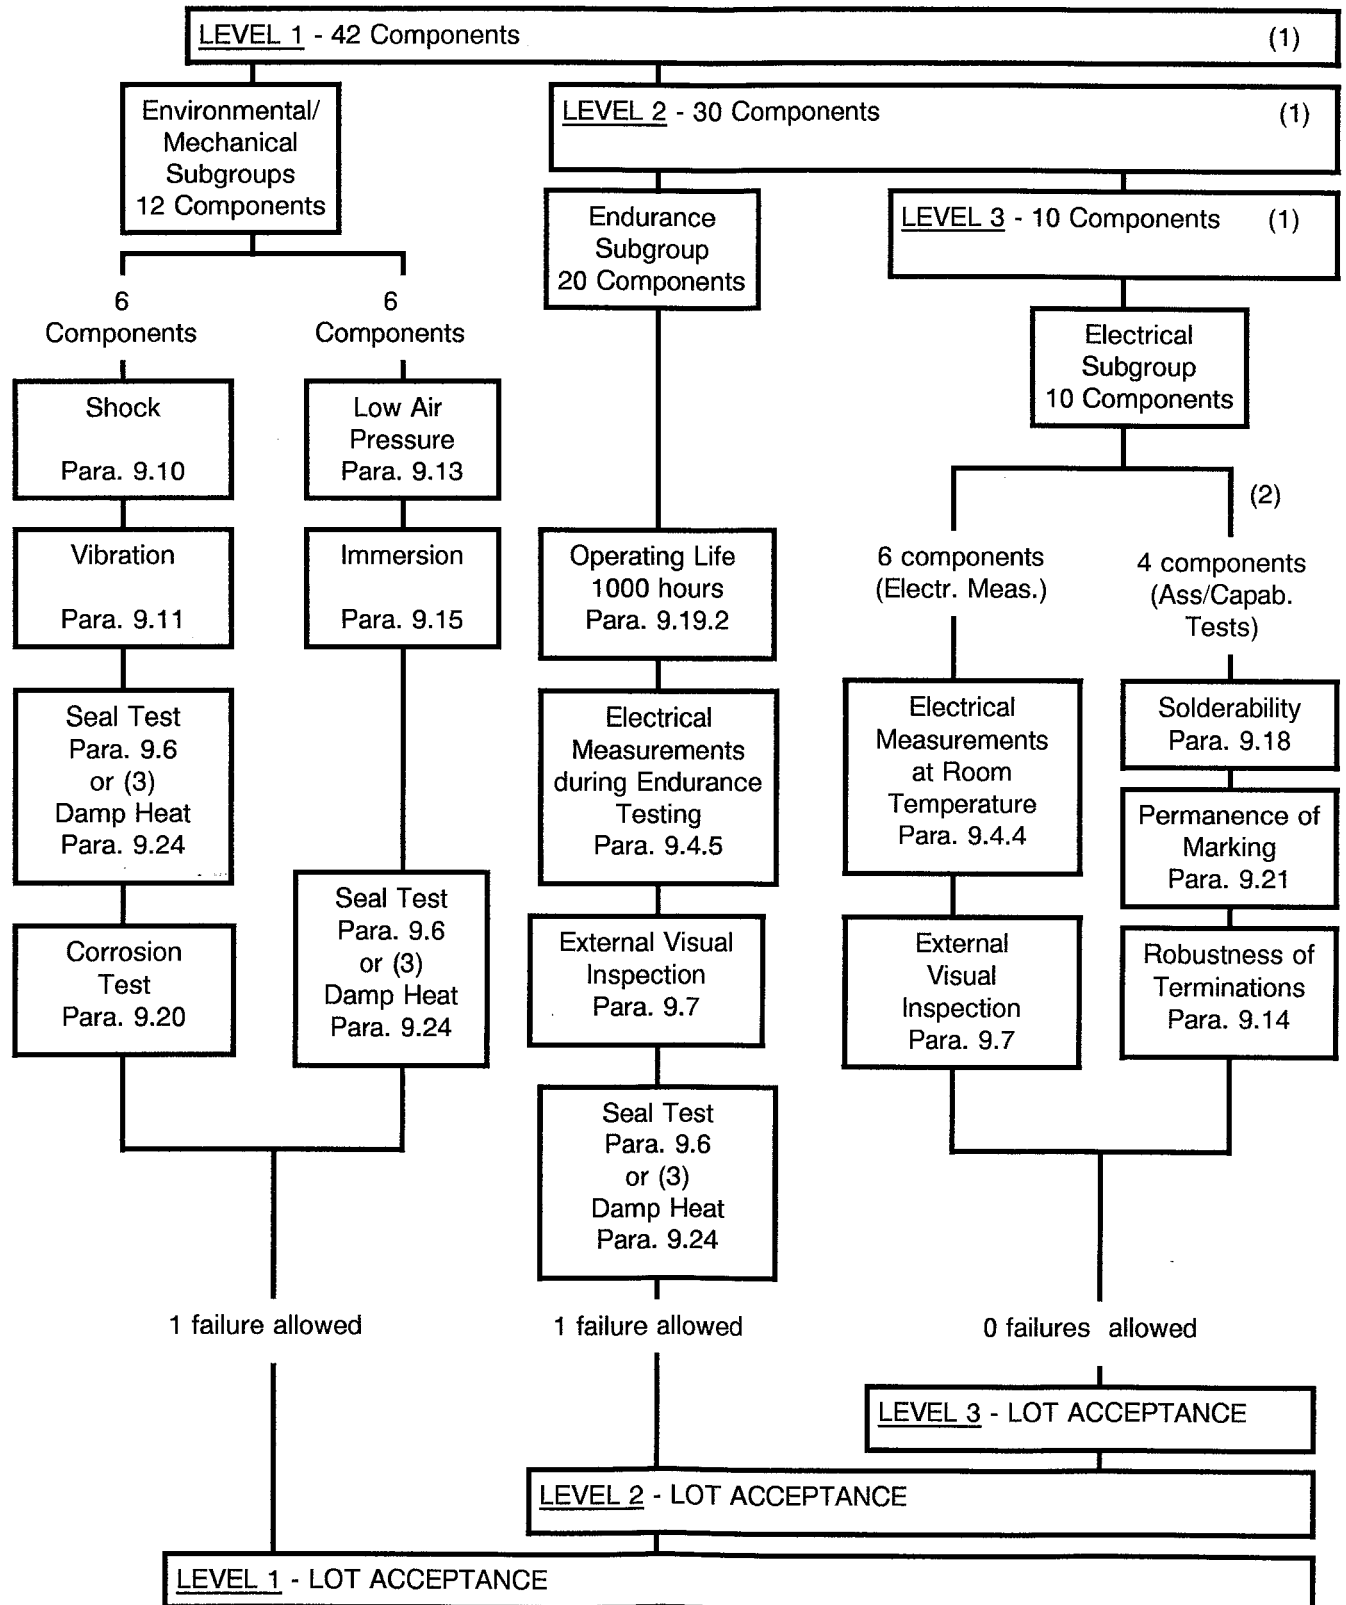 LEVEL 1 - 42 Components (1)
Environmental/
Mechanical
Subgroups
12 Components
LEVEL 2 - 30 Components (1)
Endurance
Subgroup
20 Components
LEVEL 3 - 10 Components (1)
Electrical
Subgroup
10 Components
6
Components
6
Components
Shock
Para. 9.10
Vibration
Para. 9.11
Seal Test
Para. 9.6
or (3)
Damp Heat
Para. 9.24
Corrosion
Test
Para. 9.20
Low Air
Pressure
Para. 9.13
Immersion
Para. 9.15
Seal Test
Para. 9.6
or (3)
Damp Heat
Para. 9.24
Operating Life
1000 hours
Para. 9.19.2
Electrical
Measurements
during Endurance
Testing
Para. 9.4.5
External Visual
Inspection
Para. 9.7
Seal Test
Para. 9.6
or (3)
Damp Heat
Para. 9.24
6 components
(Electr. Meas.)
Electrical
Measurements
at Room
Temperature
Para. 9.4.4
External
Visual
Inspection
Para. 9.7
(2)
4 components
(Ass/Capab.
Tests)
Solderability
Para. 9.18
Permanence of
Marking
Para. 9.21
Robustness of
Terminations
Para. 9.14
1 failure allowed
1 failure allowed
0 failures allowed
LEVEL 3 - LOT ACCEPTANCE
LEVEL 2 - LOT ACCEPTANCE
LEVEL 1 - LOT ACCEPTANCE